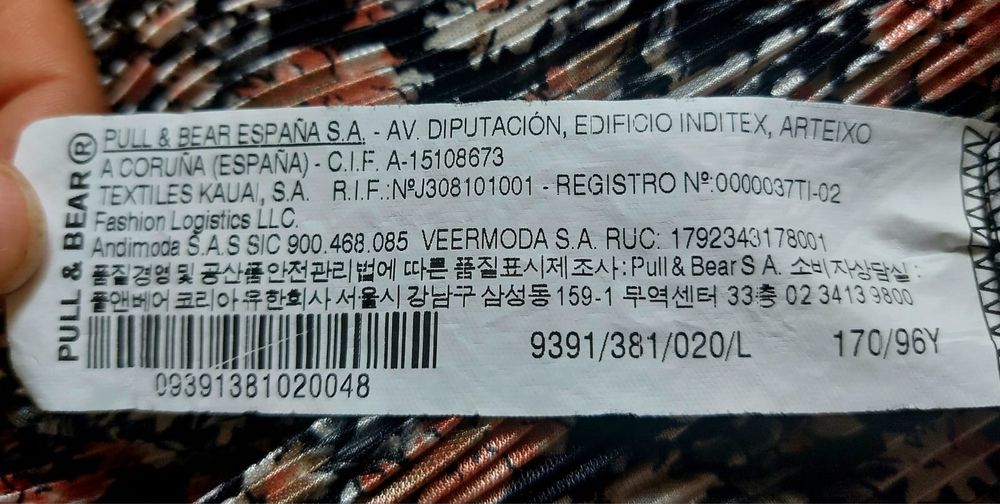 PULL & BEAR®
PULL & BEAR ESPAÑA S.A. - AV. DIPUTACIÓN, EDIFICIO INDITEX, ARTEIXO
A CORUÑA (ESPAÑA) - C.I.F. A-15108673
TEXTILES KAUAI, S.A. R.I.F.:NºJ308101001 - REGISTRO Nº:0000037TI-02
Fashion Logistics LLC.
Andimoda S.A.S SIC 900.468.085 VEERMODA S.A. RUC: 1792343178001
품질경영 및 공산품안전관리법에 따른 품질표시제조사:Pull & Bear S A. 소비자상담실:
풀앤베어 코리아 유한회사 서울시 강남구 삼성동 159-1 무역센터 33층 02 3413 9800
9391/381/020/L 170/96Y
09391381020048